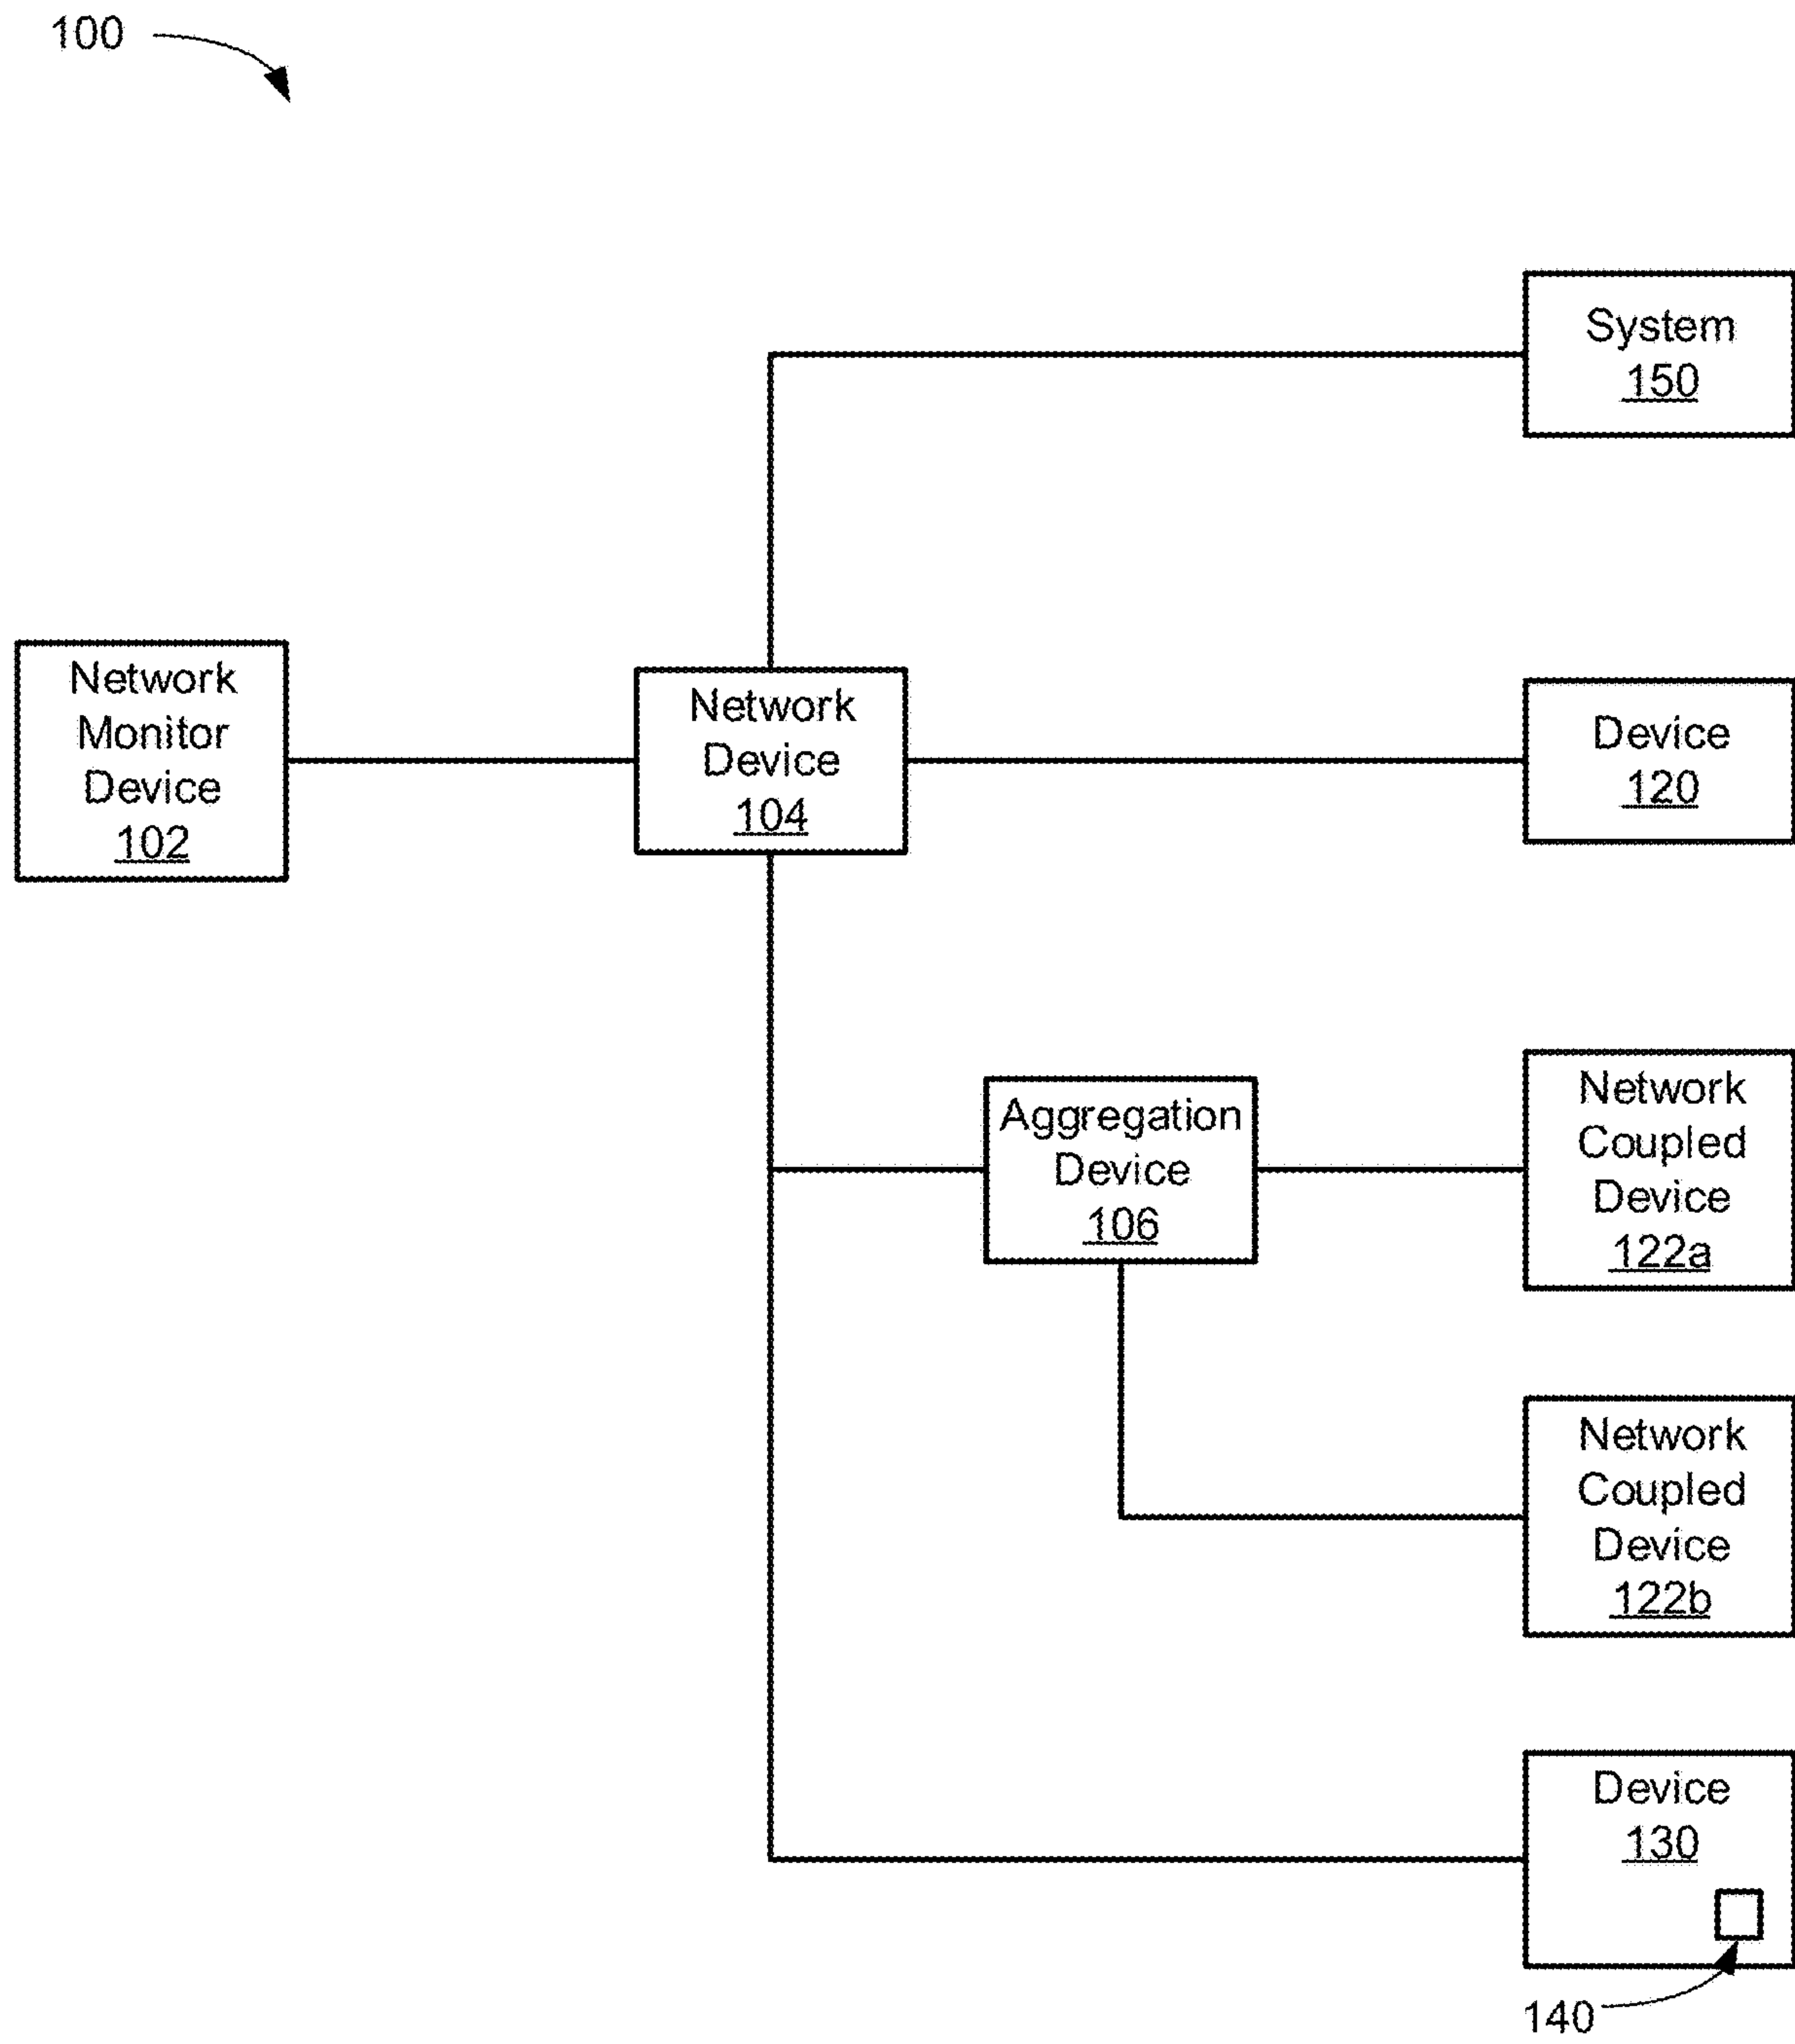 100
System
150
Network
Monitor
Device
102
Network
Device
104
Device
120
Aggregation
Device
106
Network
Coupled
Device
122a
Network
Coupled
Device
122b
Device
130
140